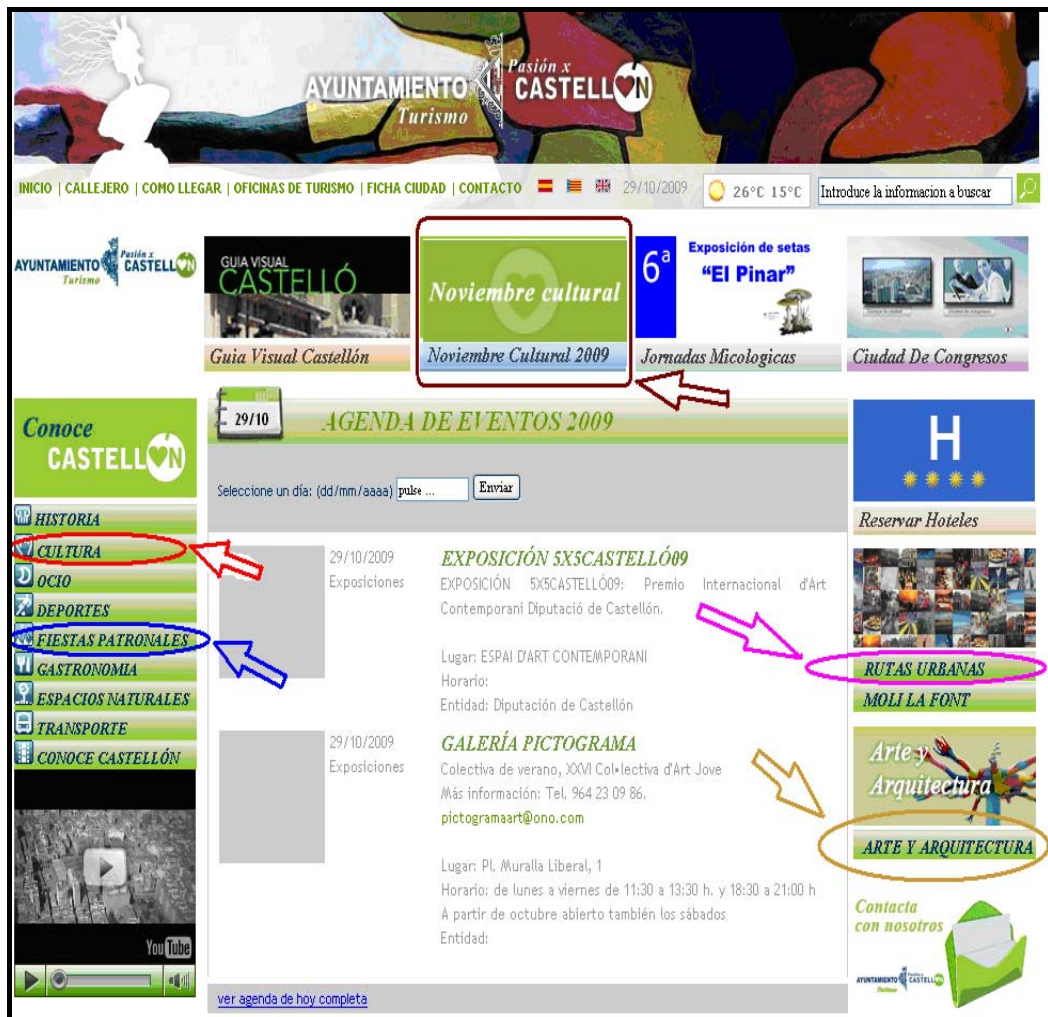 AYUNTAMIENTO
Turismo
Pasión x
CASTELLÓN
INICIO | CALLEJERO | COMO LLEGAR | OFICINAS DE TURISMO | FICHA CIUDAD | CONTACTO
29/10/2009
26°C 15°C
Introduce la informacion a buscar
AYUNTAMIENTO
Turismo
Pasión x
CASTELLÓN
GUIA VISUAL
CASTELLÓ
Guia Visual Castellón
Noviembre cultural
Noviembre Cultural 2009
6ª
Exposición de setas
“El Pinar”
Jornadas Micologicas
Ciudad De Congresos
Conoce
CASTELLÓN
HISTORIA
CULTURA
OCIO
DEPORTES
FIESTAS PATRONALES
GASTRONOMIA
ESPACIOS NATURALES
TRANSPORTE
CONOCE CASTELLÓN
YouTube
29/10
AGENDA DE EVENTOS 2009
Seleccione un día: (dd/mm/aaaa) pulse ... Enviar
29/10/2009
Exposiciones
EXPOSICIÓN 5X5CASTELLÓ09
EXPOSICIÓN 5X5CASTELLÓ09: Premio Internacional d'Art
Contemporani Diputació de Castellón.
Lugar: ESPAI D'ART CONTEMPORANI
Horario:
Entidad: Diputación de Castellón
29/10/2009
Exposiciones
GALERÍA PICTOGRAMA
Colectiva de verano, XXVI Col•lectiva d'Art Jove
Más información: Tel. 964 23 09 86.
pictogramaart@ono.com
Lugar: Pl. Muralla Liberal, 1
Horario: de lunes a viernes de 11:30 a 13:30 h. y 18:30 a 21:00 h
A partir de octubre abierto también los sábados
Entidad:
ver agenda de hoy completa
H
Reservar Hoteles
RUTAS URBANAS
MOLI LA FONT
Arte y
Arquitectura
ARTE Y ARQUITECTURA
Contacta
con nosotros
AYUNTAMIENTO
CASTELLÓN